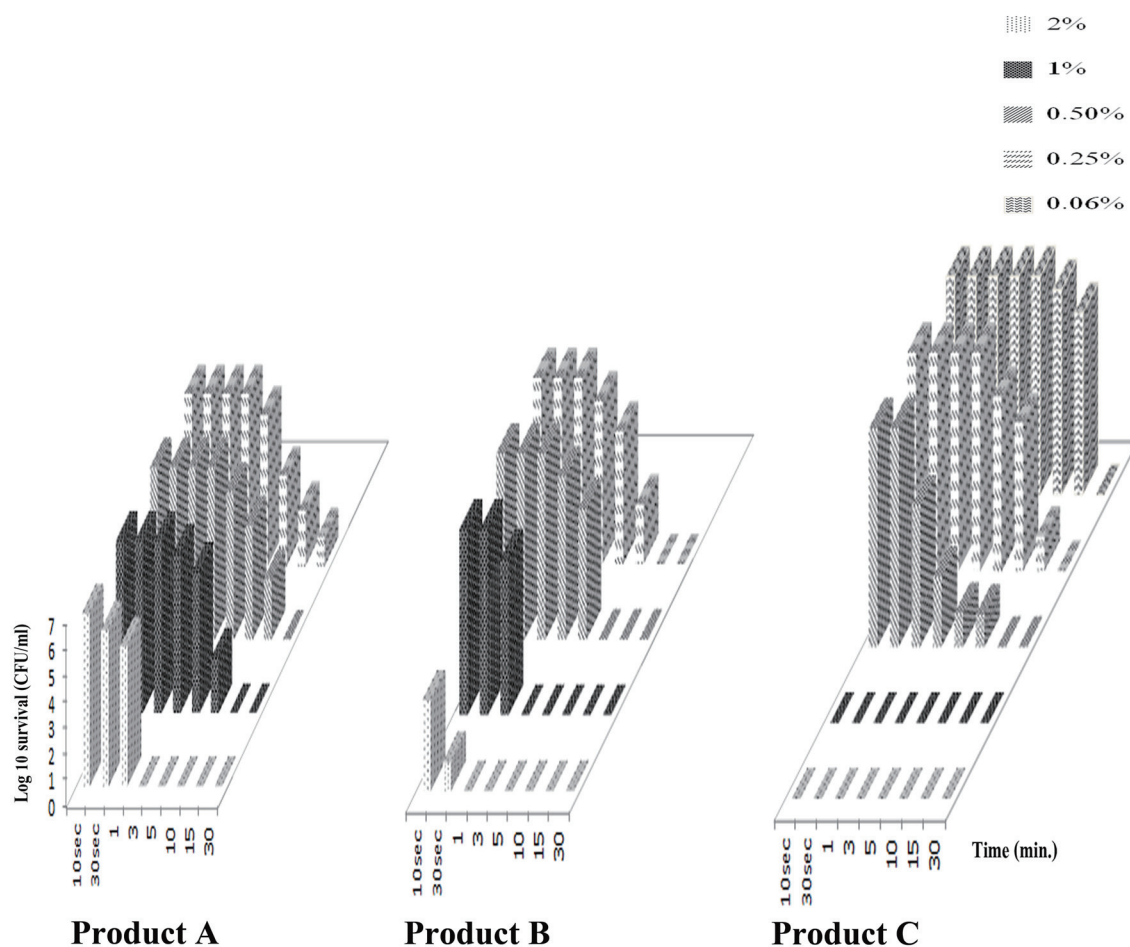 2%
1%
0.50%
0.25%
0.06%
Log 10 survival (CFU/ml)
7
6
5
4
3
2
1
0
10sec
30sec
1
3
5
10
15
30
10sec
30sec
1
3
5
10
15
30
10sec
30sec
1
3
5
10
15
30
Time (min.)
Product A
Product B
Product C